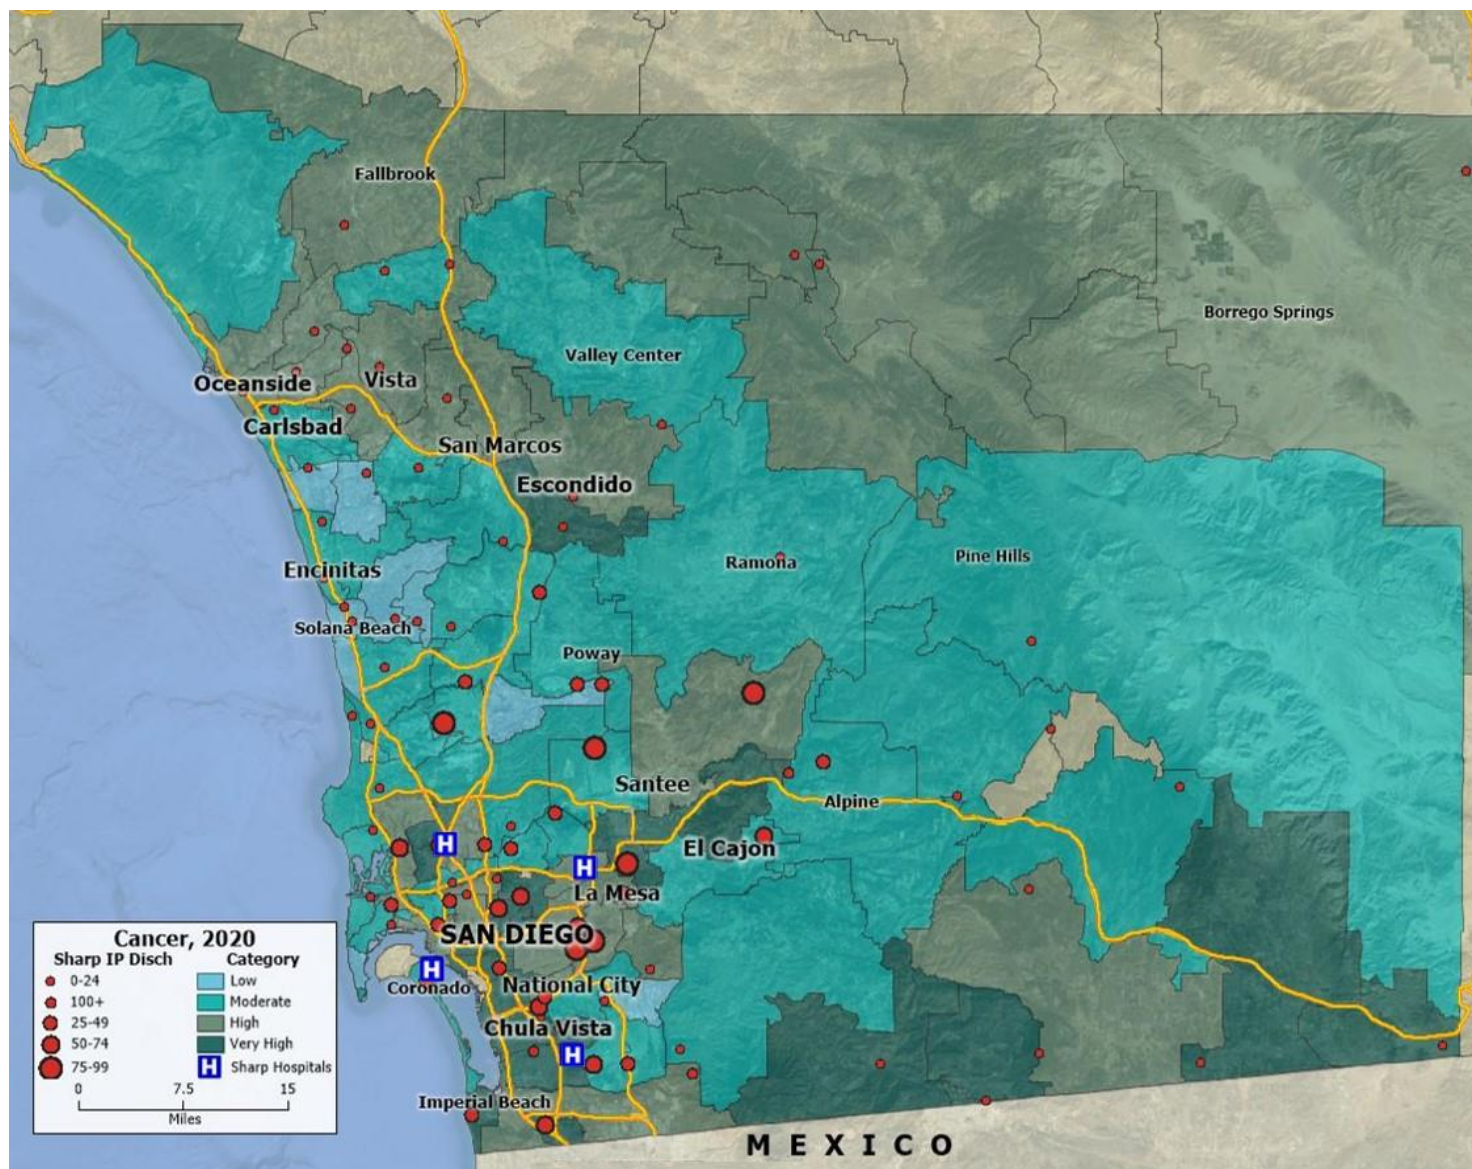 Fallbrook
Borrego Springs
Valley Center
Oceanside
Vista
Carlsbad
San Marcos
Escondido
Ramona
Pine Hills
Encinitas
Solana Beach
Poway
Santee
Alpine
El Cajon
La Mesa
SAN DIEGO
National City
Coronado
Chula Vista
Imperial Beach
MEXICO
H
H
H
H
Cancer, 2020
Sharp IP Disch
0-24
100+
25-49
50-74
75-99
Category
Low
Moderate
High
Very High
H Sharp Hospitals
0 7.5 15
Miles